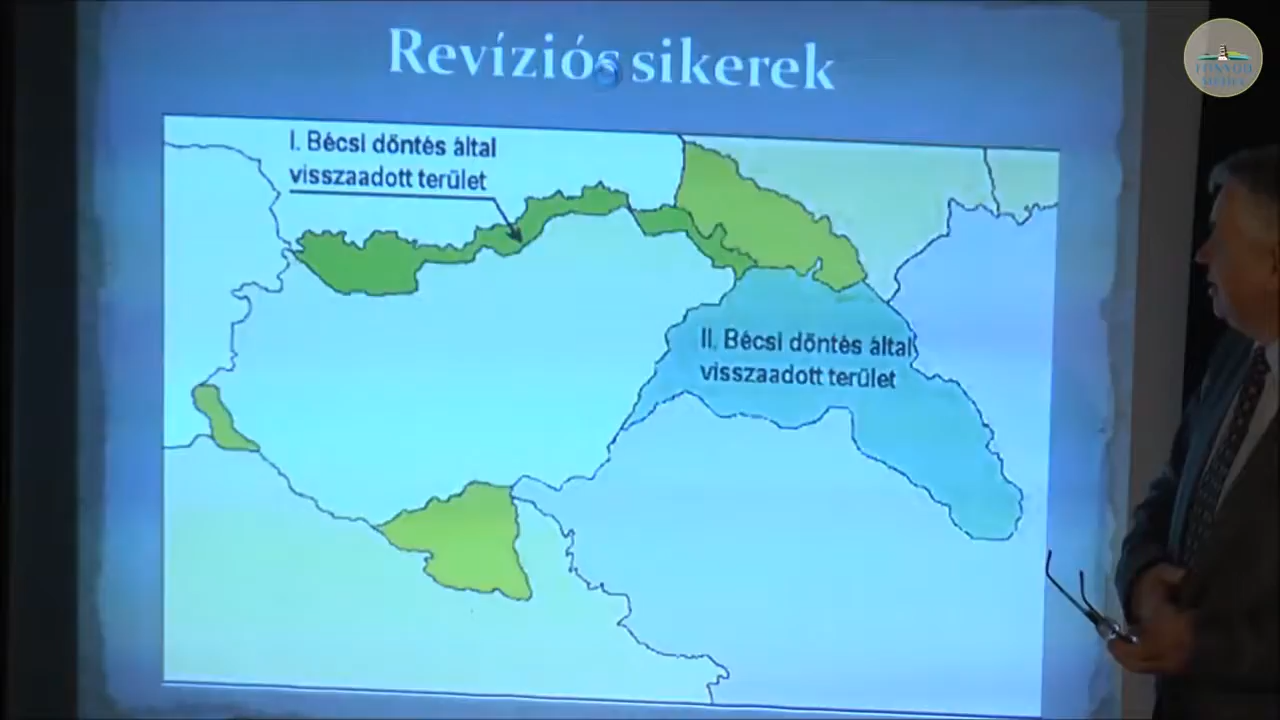 Revíziós sikerek
I. Bécsi döntés által
visszaadott terület
II. Bécsi döntés által
visszaadott terület